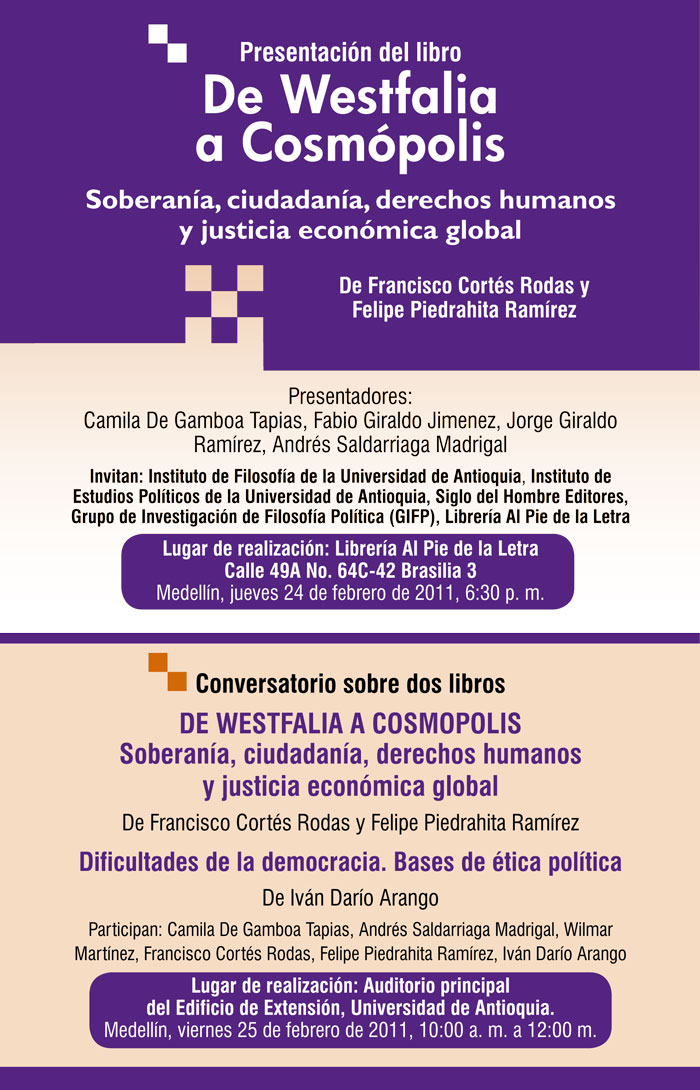 Presentación del libro
De Westfalia
a Cosmópolis
Soberanía, ciudadanía, derechos humanos
y justicia económica global
De Francisco Cortés Rodas y
Felipe Piedrahita Ramírez
Presentadores:
Camila De Gamboa Tapias, Fabio Giraldo Jimenez, Jorge Giraldo
Ramírez, Andrés Saldarriaga Madrigal
Invitan: Instituto de Filosofía de la Universidad de Antioquia, Instituto de
Estudios Políticos de la Universidad de Antioquia, Siglo del Hombre Editores,
Grupo de Investigación de Filosofía Política (GIFP), Librería Al Pie de la Letra
Lugar de realización: Librería Al Pie de la Letra
Calle 49A No. 64C-42 Brasilia 3
Medellín, jueves 24 de febrero de 2011, 6:30 p. m.
Conversatorio sobre dos libros
DE WESTFALIA A COSMOPOLIS
Soberanía, ciudadanía, derechos humanos
y justicia económica global
De Francisco Cortés Rodas y Felipe Piedrahita Ramírez
Dificultades de la democracia. Bases de ética política
De Iván Darío Arango
Participan: Camila De Gamboa Tapias, Andrés Saldarriaga Madrigal, Wilmar
Martínez, Francisco Cortés Rodas, Felipe Piedrahita Ramírez, Iván Darío Arango
Lugar de realización: Auditorio principal
del Edificio de Extensión, Universidad de Antioquia.
Medellín, viernes 25 de febrero de 2011, 10:00 a. m. a 12:00 m.